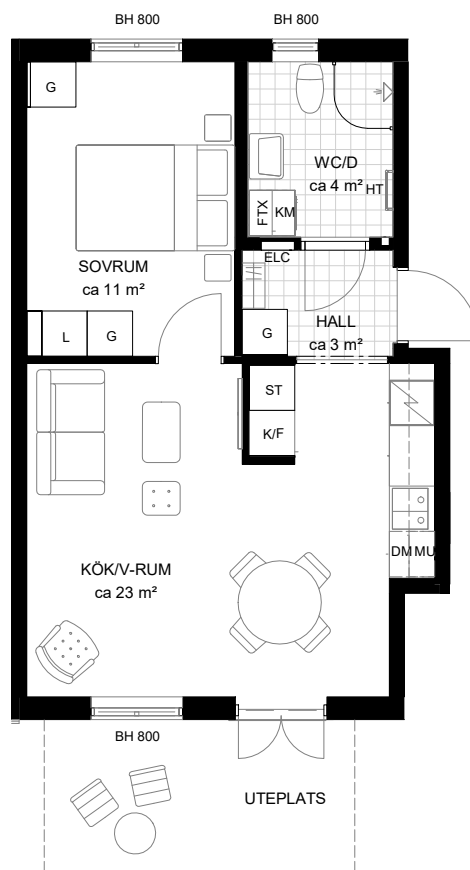 BH 800
BH 800
G
WC/D
ca 4 m²
HT
FTX
KM
SOVRUM
ca 11 m²
ELC
L
G
G
HALL
ca 3 m²
ST
K/F
DM
MU
KÖK/V-RUM
ca 23 m²
BH 800
UTEPLATS